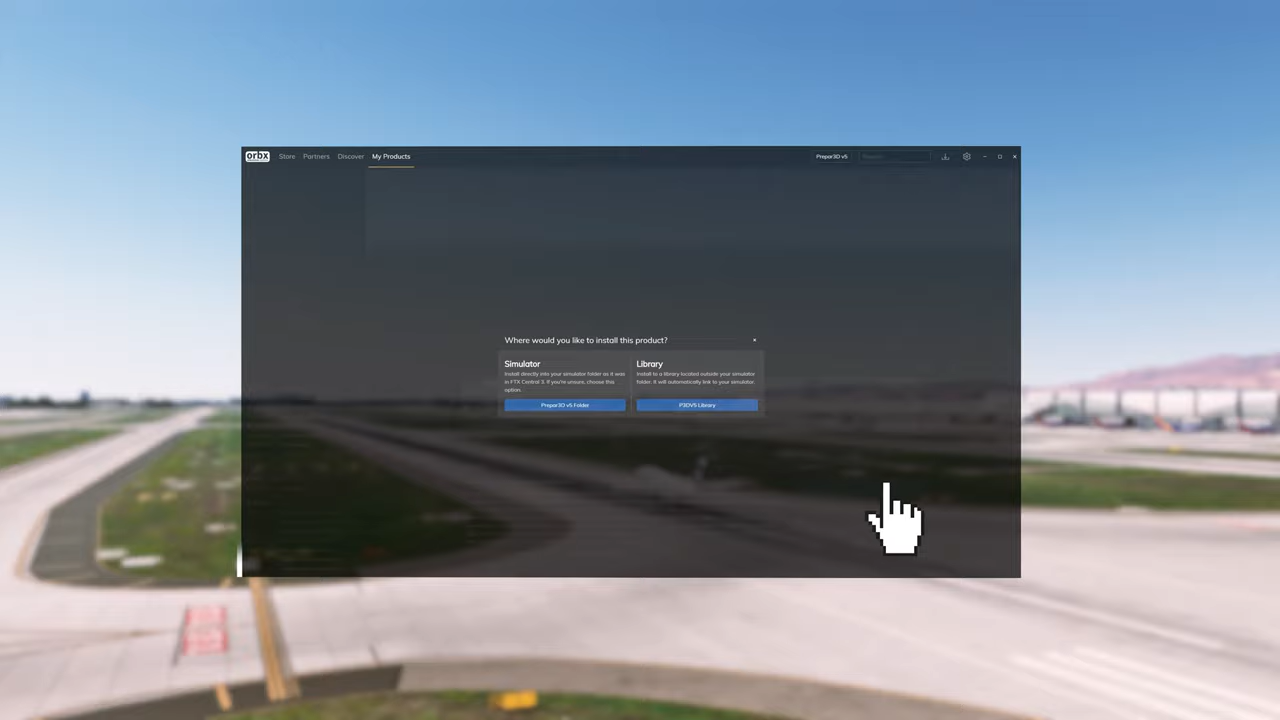 orbx Store Partners Discover My Products Prepar3D v5
Where would you like to install this product?
Simulator
Install directly into your simulator folder as it was
in FTX Central 3. If you're unsure, choose this
option.
Prepar3D v5 Folder
Library
Install to a library located outside your simulator
folder. It will automatically link to your simulator.
P3DV5 Library